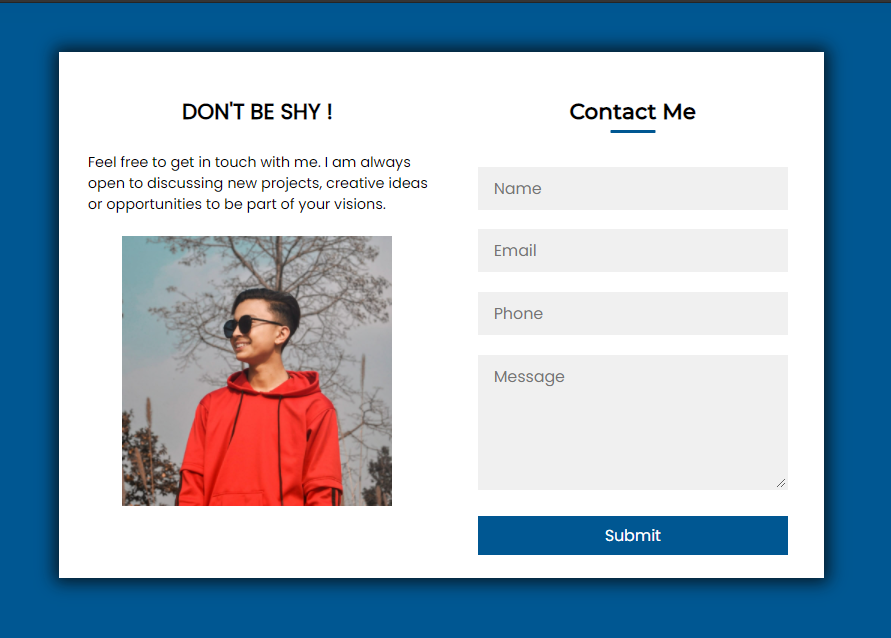 DON'T BE SHY !
Feel free to get in touch with me. I am always
open to discussing new projects, creative ideas
or opportunities to be part of your visions.
Contact Me
Name
Email
Phone
Message
Submit